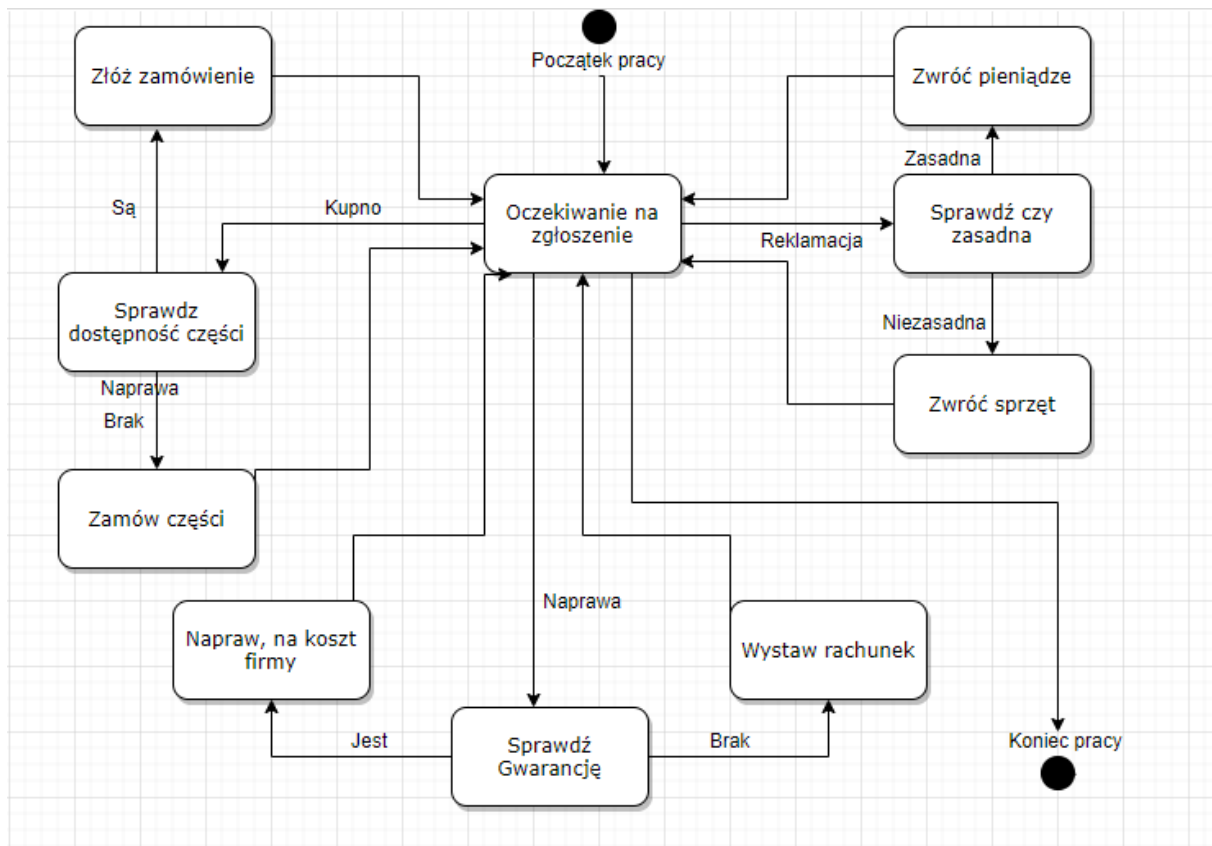 Złóż zamówienie
Początek pracy
Zwróć pieniądze
Zasadna
Są
Kupno
Oczekiwanie na
zgłoszenie
Reklamacja
Sprawdź czy
zasadna
Sprawdz
dostępność części
Niezasadna
Naprawa
Brak
Zwróć sprzęt
Zamów części
Naprawa
Napraw, na koszt
firmy
Wystaw rachunek
Jest
Sprawdź
Gwarancję
Brak
Koniec pracy